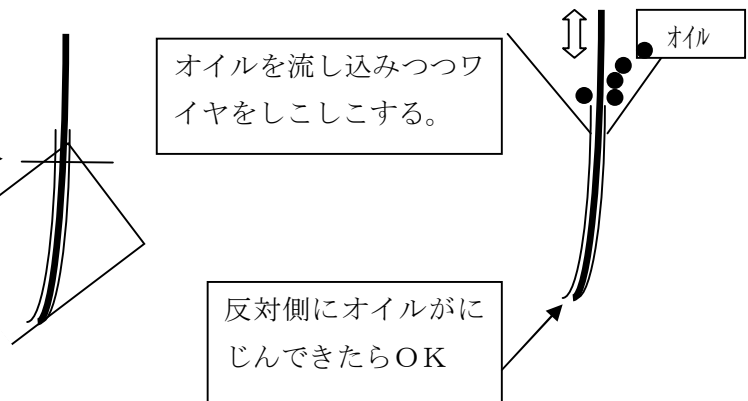 オイルを流し込みつつワ
イヤをしこしこする。
オイル
反対側にオイルがに
じんできたらＯＫ